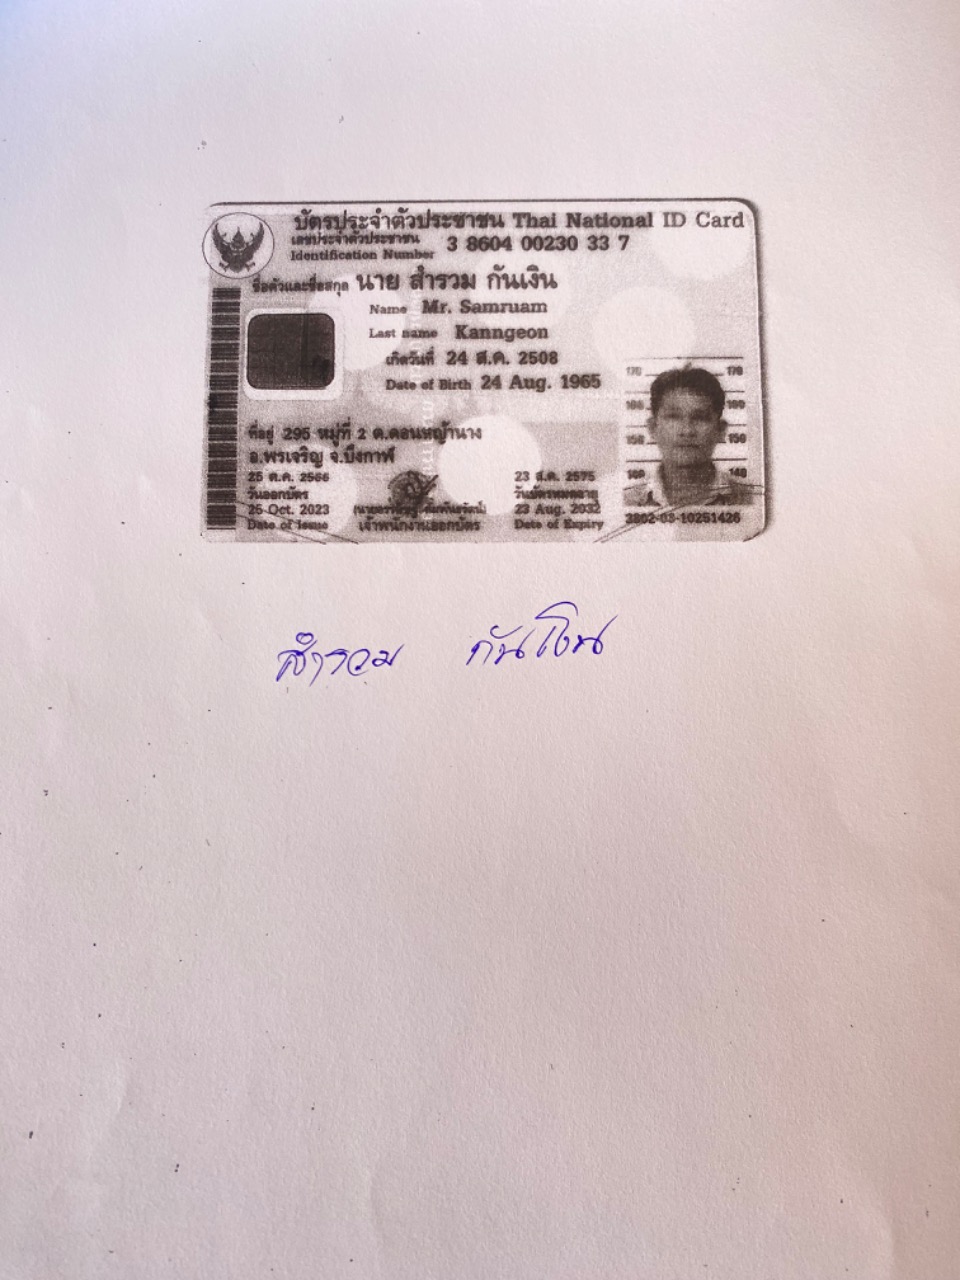 บัตรประจำตัวประชาชน Thai National ID Card
เลขประจำตัวประชาชน
Identification Number 3 8604 00230 33 7
ชื่อตัวและชื่อสกุล นาย สำรวม กันเงิน
Name Mr. Samruam
Last name Kanngeon
เกิดวันที่ 24 ส.ค. 2508
Date of Birth 24 Aug. 1965
ที่อยู่ 295 หมู่ที่ 2 ต.ดอนหญ้านาง
อ.พรเจริญ จ.บึงกาฬ
25 ต.ค. 2566
วันออกบัตร
25 Oct. 2023
Date of Issue
เจ้าพนักงานออกบัตร
23 ส.ค. 2575
วันบัตรหมดอายุ
23 Aug. 2032
Date of Expiry
170 170
160 160
150 150
140 140
3802-03-10251426
สำรวม กันเงิน